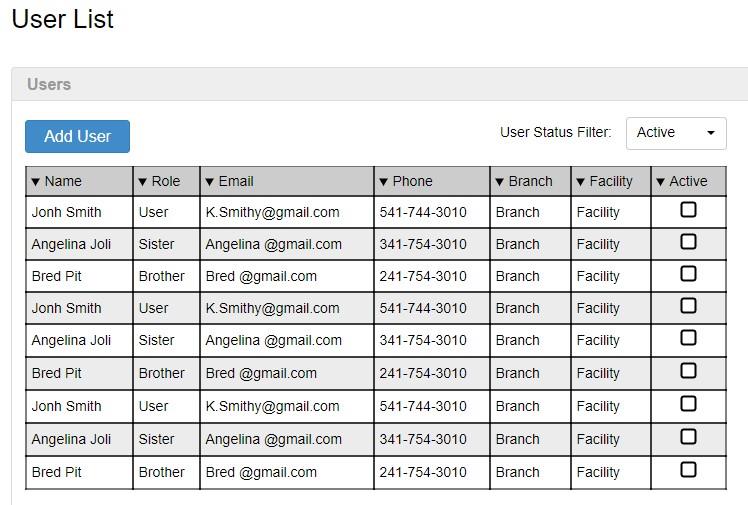 User List
Users
Add User
User Status Filter: Active
Name Role Email Phone Branch Facility Active
Jonh Smith User K.Smithy@gmail.com 541-744-3010 Branch Facility
Angelina Joli Sister Angelina @gmail.com 341-754-3010 Branch Facility
Bred Pit Brother Bred @gmail.com 241-754-3010 Branch Facility
Jonh Smith User K.Smithy@gmail.com 541-744-3010 Branch Facility
Angelina Joli Sister Angelina @gmail.com 341-754-3010 Branch Facility
Bred Pit Brother Bred @gmail.com 241-754-3010 Branch Facility
Jonh Smith User K.Smithy@gmail.com 541-744-3010 Branch Facility
Angelina Joli Sister Angelina @gmail.com 341-754-3010 Branch Facility
Bred Pit Brother Bred @gmail.com 241-754-3010 Branch Facility